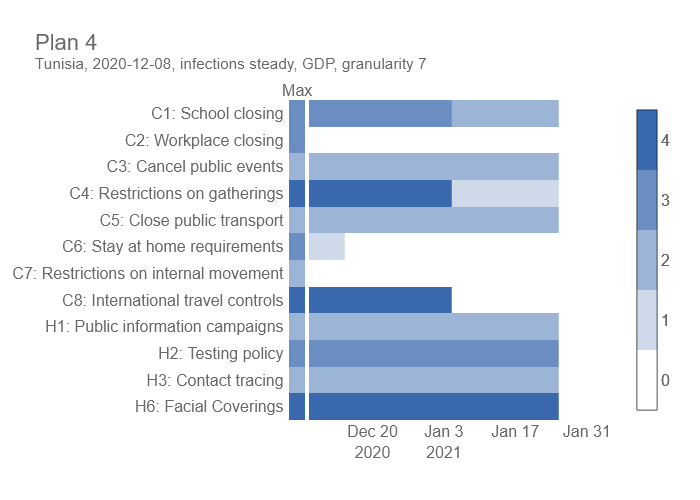 Plan 4
Tunisia, 2020-12-08, infections steady, GDP, granularity 7
Max
C1: School closing
C2: Workplace closing
C3: Cancel public events
C4: Restrictions on gatherings
C5: Close public transport
C6: Stay at home requirements
C7: Restrictions on internal movement
C8: International travel controls
H1: Public information campaigns
H2: Testing policy
H3: Contact tracing
H6: Facial Coverings
Dec 20 Jan 3 Jan 17 Jan 31
2020 2021
4
3
2
1
0